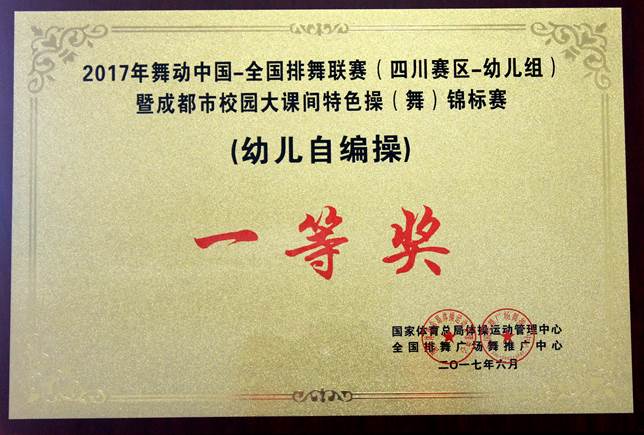 2017年舞动中国-全国排舞联赛（四川赛区-幼儿组）
暨成都市校园大课间特色操（舞）锦标赛
(幼儿自编操)
一等奖
国家体育总局体操运动管理中心
全国排舞广场舞推广中心
二〇一七年六月